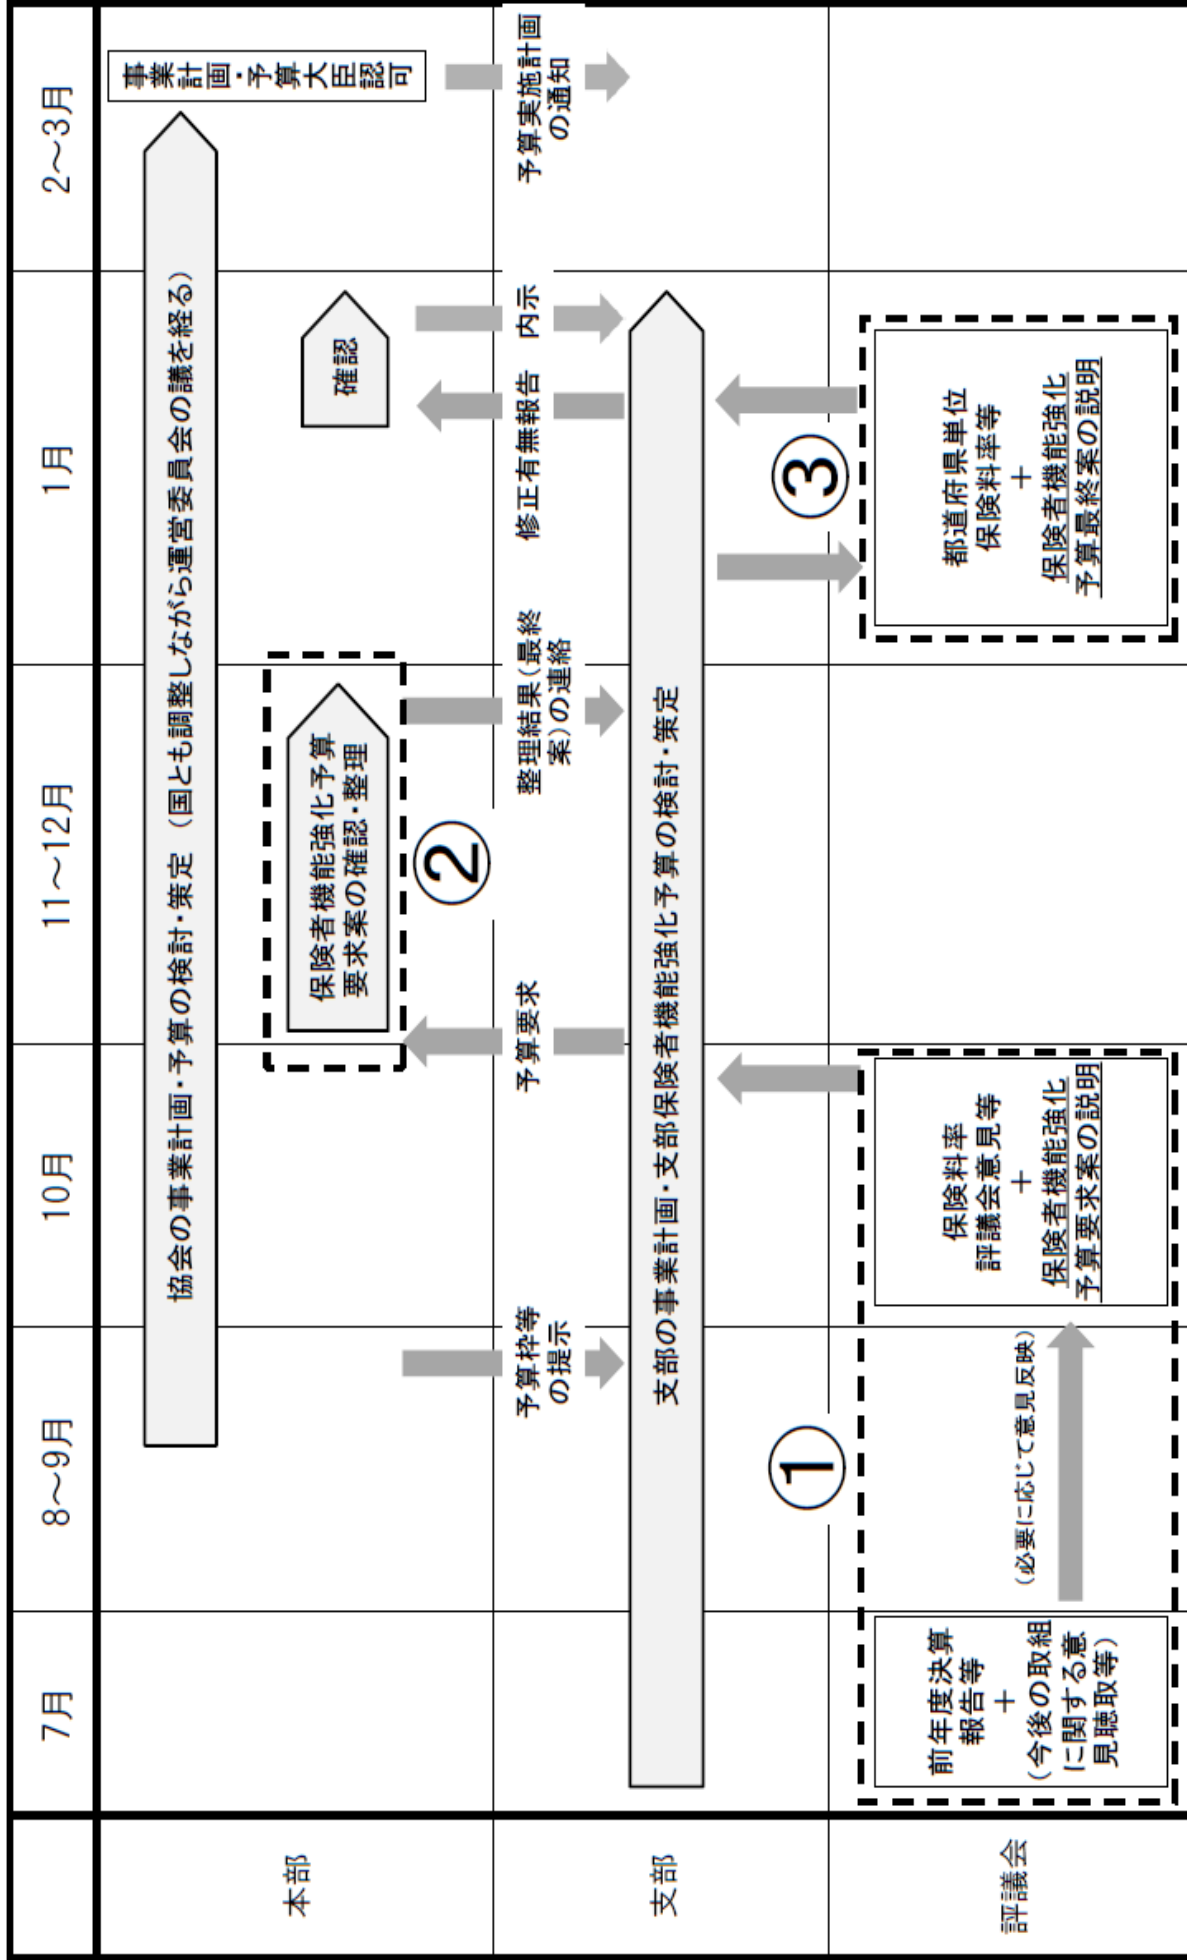 7月
8～9月
10月
11～12月
1月
2～3月
本部
協会の事業計画・予算の検討・策定 （国とも調整しながら運営委員会の議を経る）
事業計画・予算大臣認可
保険者機能強化予算
要求案の確認・整理
②
確認
予算枠等
の提示
予算要求
整理結果（最終
案）の連絡
修正有無報告
内示
予算実施計画
の通知
支部
支部の事業計画・支部保険者機能強化予算の検討・策定
①
③
評議会
前年度決算
報告等
＋
（今後の取組
に関する意
見聴取等）
（必要に応じて意見反映）
保険料率
評議会意見等
＋
保険者機能強化
予算要求案の説明
都道府県単位
保険料率等
＋
保険者機能強化
予算最終案の説明